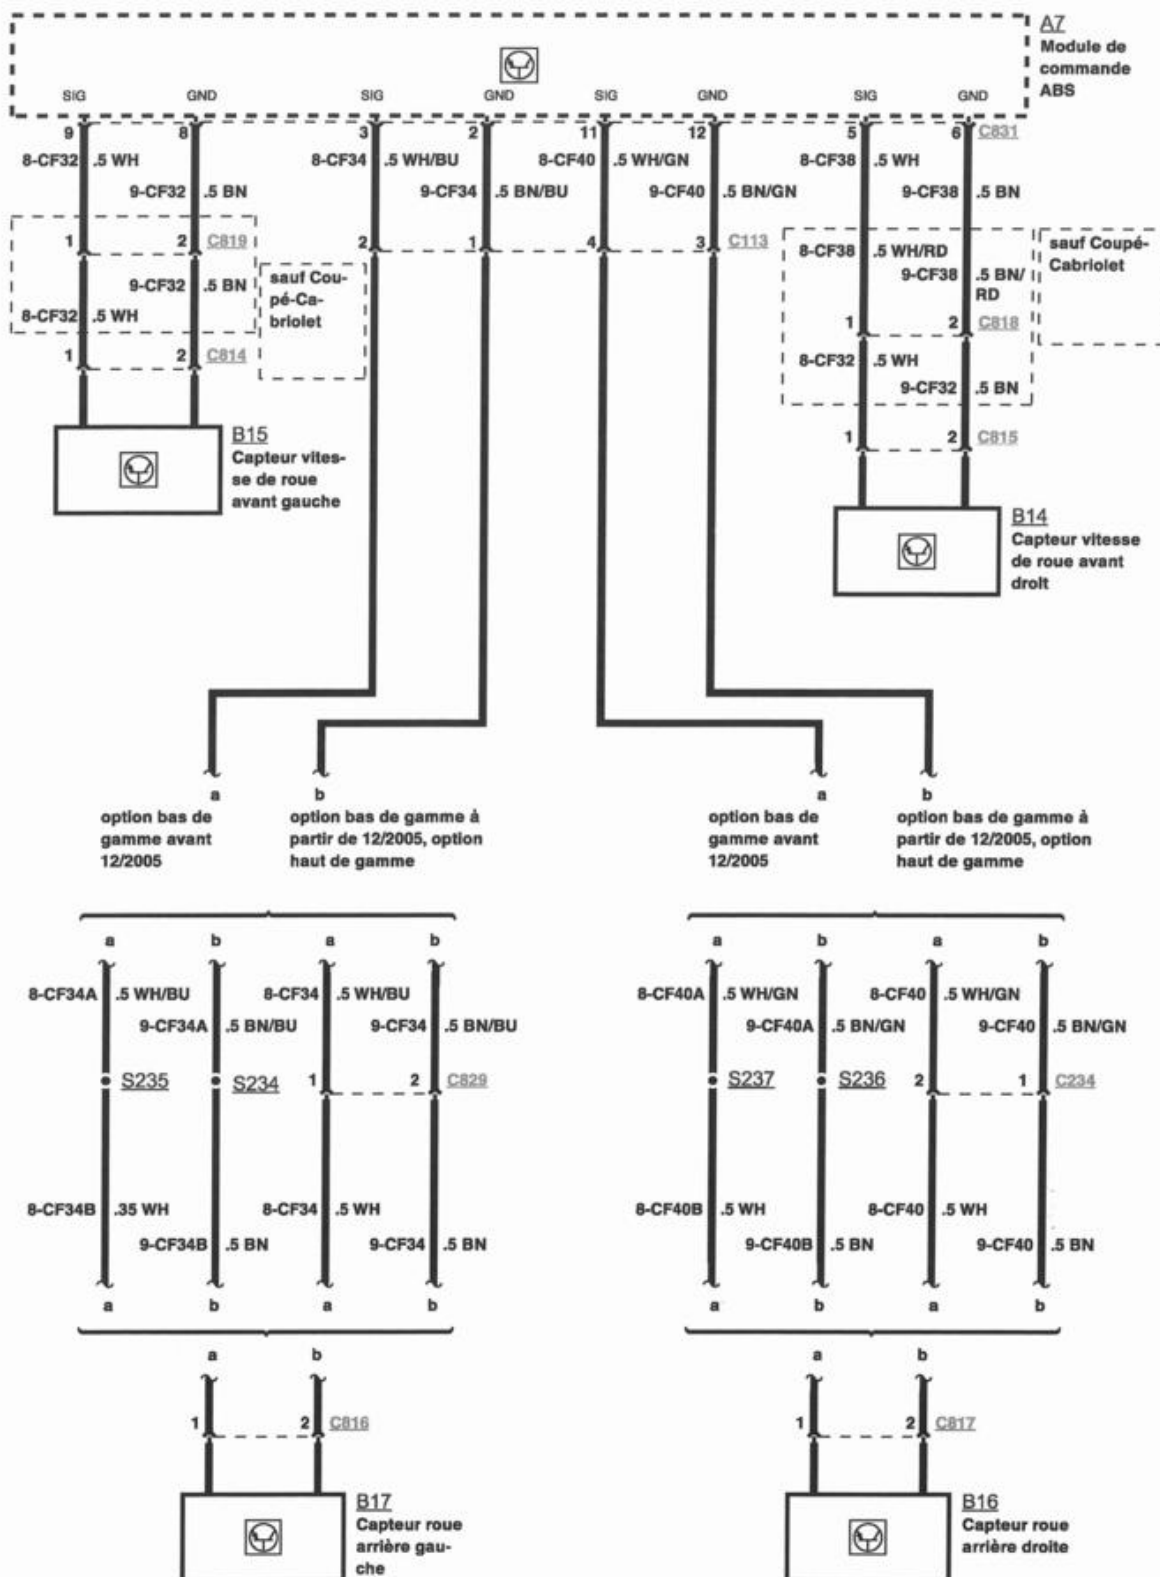 A7
Module de
commande
ABS
SIG GND SIG GND SIG GND SIG GND
9 8 3 2 11 12 5 6 C831
8-CF32 .5 WH 8-CF34 .5 WH/BU 8-CF40 .5 WH/GN 8-CF38 .5 WH
9-CF32 .5 BN 9-CF34 .5 BN/BU 9-CF40 .5 BN/GN 9-CF38 .5 BN
1 2 C819 2 1 4 3 C113
8-CF38 .5 WH/RD
sauf Coupé-
Cabriolet
9-CF38 .5 BN/
RD
9-CF32 .5 BN
sauf Cou-
pé-Ca-
briolet
8-CF32 .5 WH
1 2 C818
1 2 C814
8-CF32 .5 WH
9-CF32 .5 BN
1 2 C815
B15
Capteur vites-
se de roue
avant gauche
B14
Capteur vitesse
de roue avant
droit
a b a b
option bas de
gamme avant
12/2005
option bas de gamme à
partir de 12/2005, option
haut de gamme
option bas de
gamme avant
12/2005
option bas de gamme à
partir de 12/2005, option
haut de gamme
a b a b a b a b
8-CF34A .5 WH/BU 8-CF34 .5 WH/BU 8-CF40A .5 WH/GN 8-CF40 .5 WH/GN
9-CF34A .5 BN/BU 9-CF34 .5 BN/BU 9-CF40A .5 BN/GN 9-CF40 .5 BN/GN
S235 S234 1 2 C829 S237 S236 2 1 C234
8-CF34B .35 WH 8-CF34 .5 WH 8-CF40B .5 WH 8-CF40 .5 WH
9-CF34B .5 BN 9-CF34 .5 BN 9-CF40B .5 BN 9-CF40 .5 BN
a b a b a b a b
a b a b
1 2 C816 1 2 C817
B17
Capteur roue
arrière gau-
che
B16
Capteur roue
arrière droite